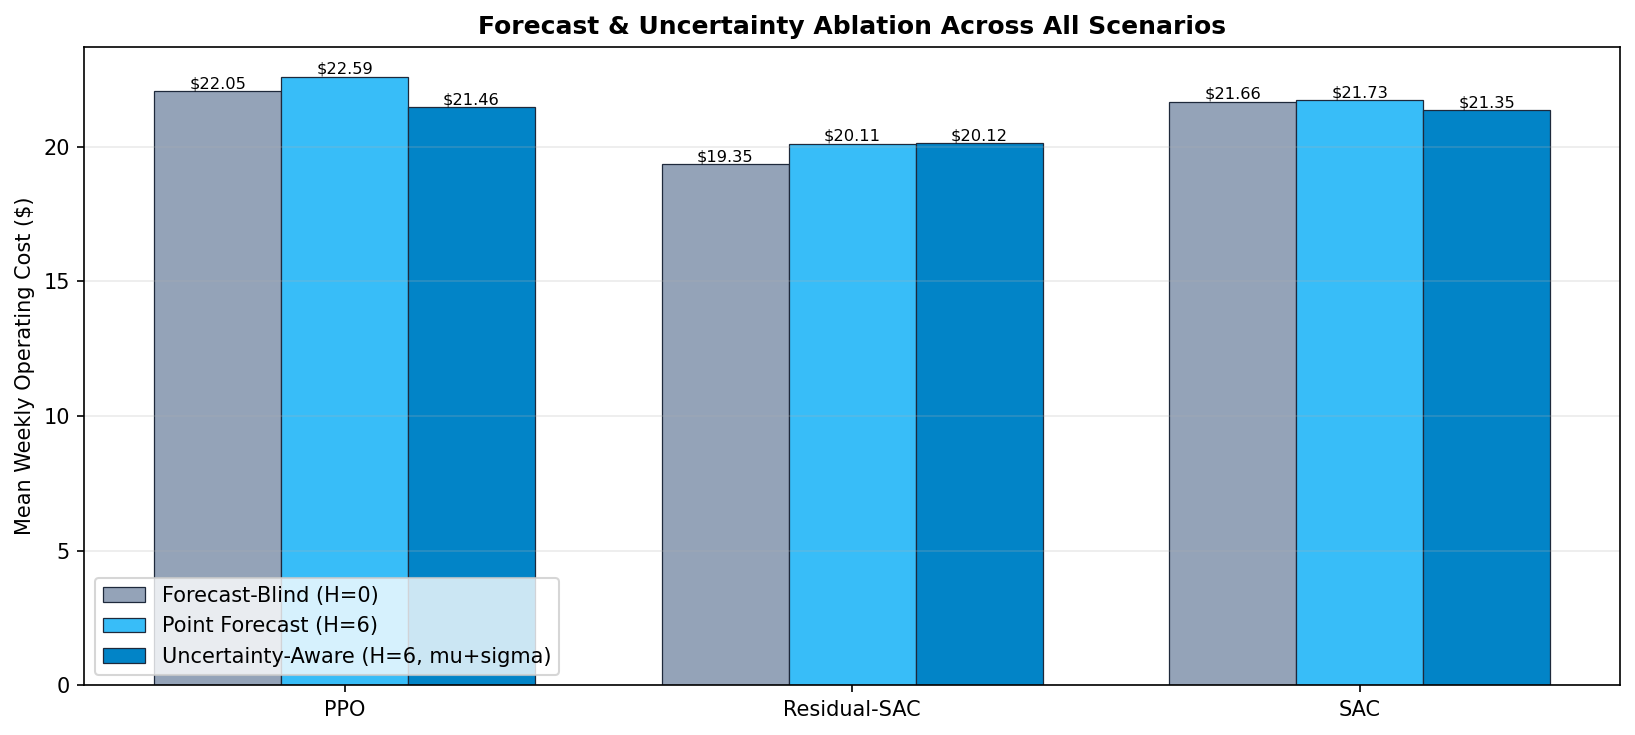 Forecast & Uncertainty Ablation Across All Scenarios
Mean Weekly Operating Cost ($)
20
15
10
5
0
$22.05
$22.59
$21.46
$19.35
$20.11
$20.12
$21.66
$21.73
$21.35
Forecast-Blind (H=0)
Point Forecast (H=6)
Uncertainty-Aware (H=6, mu+sigma)
PPO
Residual-SAC
SAC